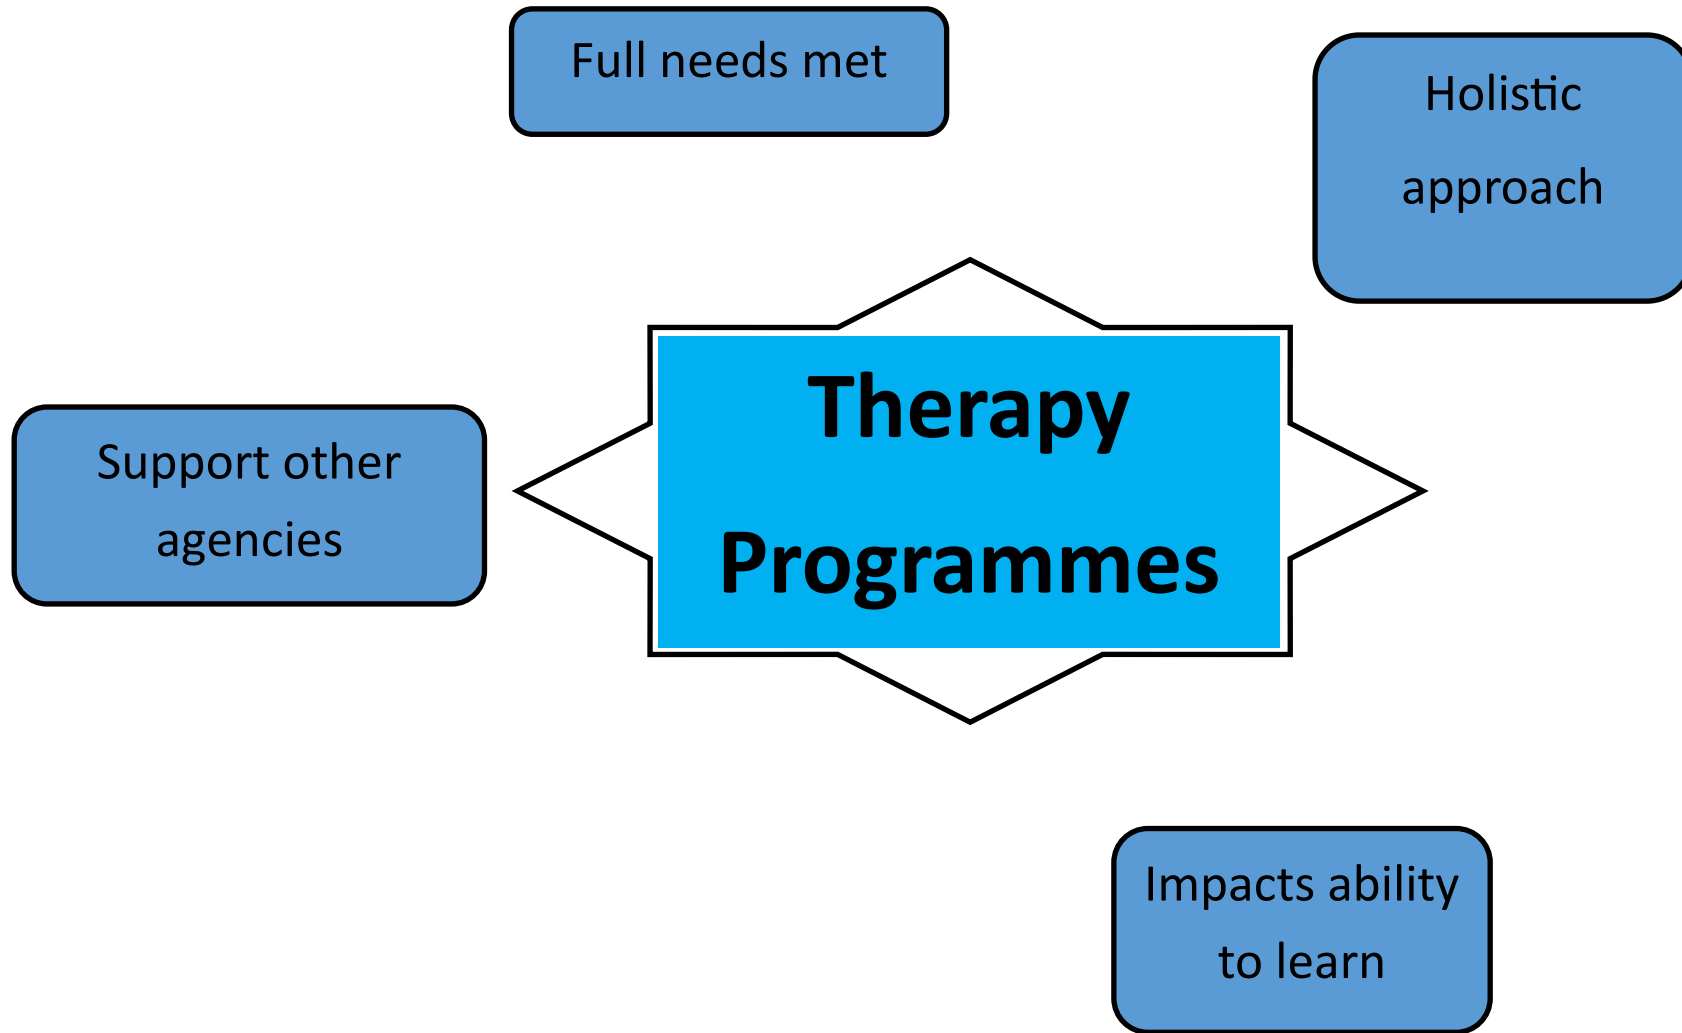 Full needs met
Holistic
approach
Therapy
Programmes
Support other
agencies
Impacts ability
to learn